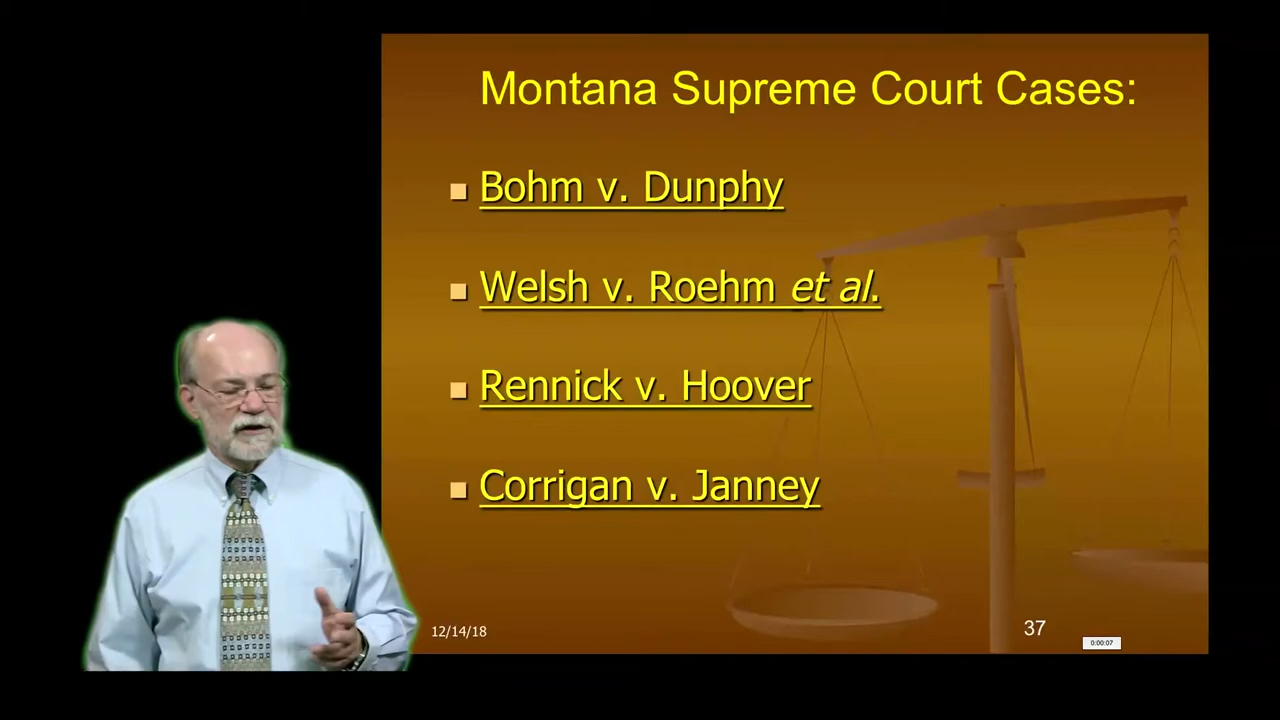 Montana Supreme Court Cases:
Bohm v. Dunphy
Welsh v. Roehm et al.
Rennick v. Hoover
Corrigan v. Janney
12/14/18
37
0:00:07